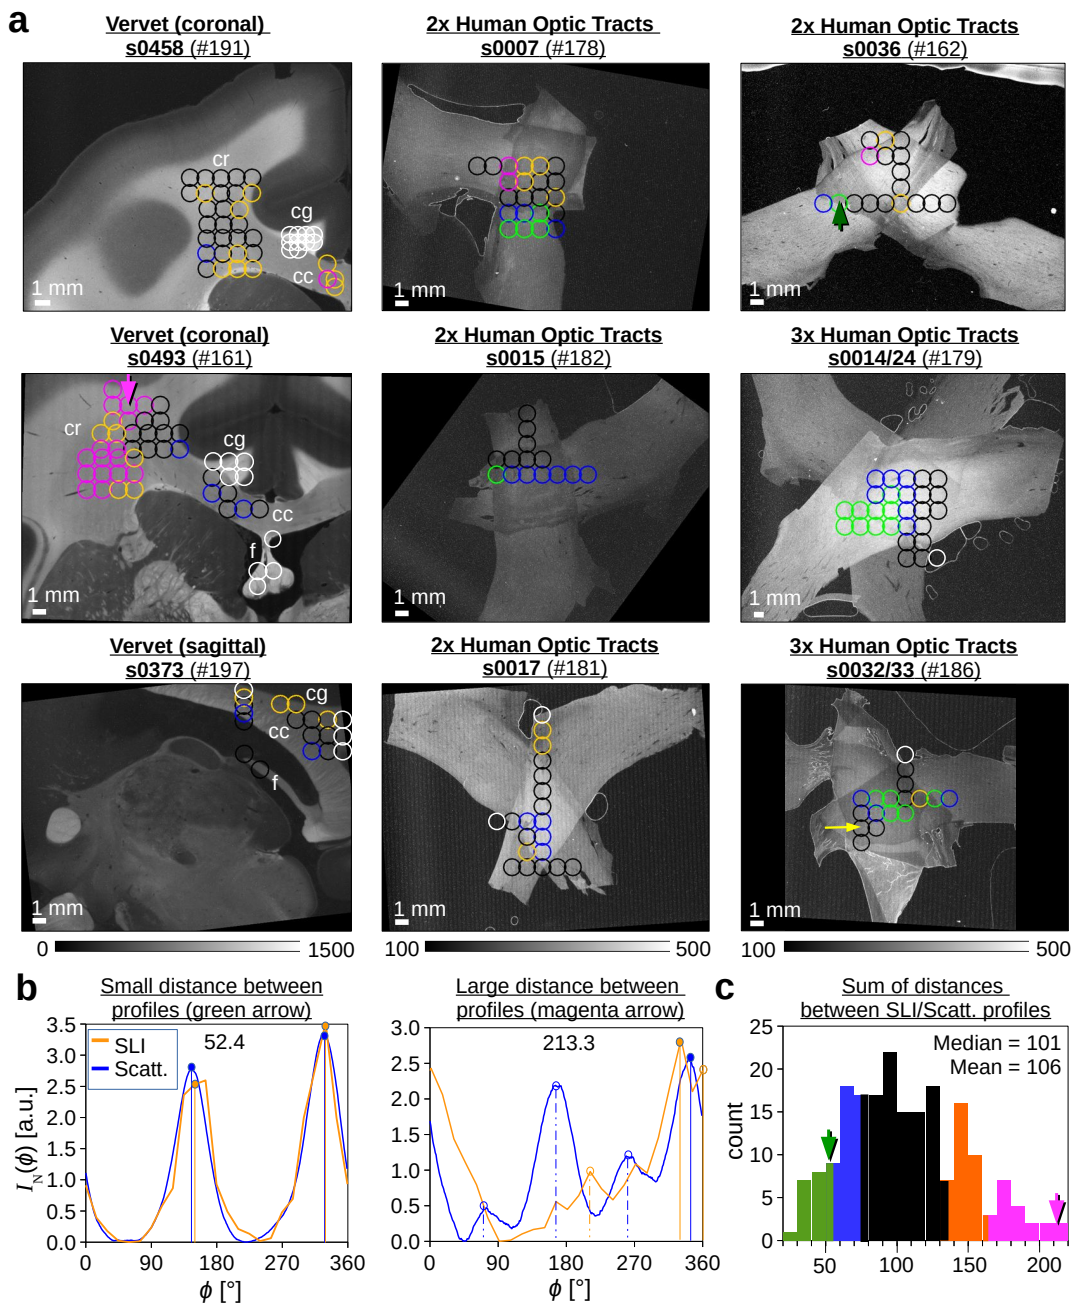 a
Vervet (coronal)
s0458 (#191)
2x Human Optic Tracts
s0007 (#178)
2x Human Optic Tracts
s0036 (#162)
cr
cg
cc
1 mm
1 mm
1 mm
Vervet (coronal)
s0493 (#161)
2x Human Optic Tracts
s0015 (#182)
3x Human Optic Tracts
s0014/24 (#179)
cr
cg
cc
f
1 mm
1 mm
1 mm
Vervet (sagittal)
s0373 (#197)
2x Human Optic Tracts
s0017 (#181)
3x Human Optic Tracts
s0032/33 (#186)
cg
cc
f
1 mm
1 mm
1 mm
0 1500
100 500
100 500
b
Small distance between
profiles (green arrow)
52.4
SLI
Scatt.
I_N(ϕ) [a.u.]
3.5
3.0
2.5
2.0
1.5
1.0
0.5
0.0
0 90 180 270 360
ϕ [°]
Large distance between
profiles (magenta arrow)
213.3
3.0
2.5
2.0
1.5
1.0
0.5
0.0
0 90 180 270 360
ϕ [°]
c
Sum of distances
between SLI/Scatt. profiles
Median = 101
Mean = 106
count
25
20
15
10
5
0
50 100 150 200